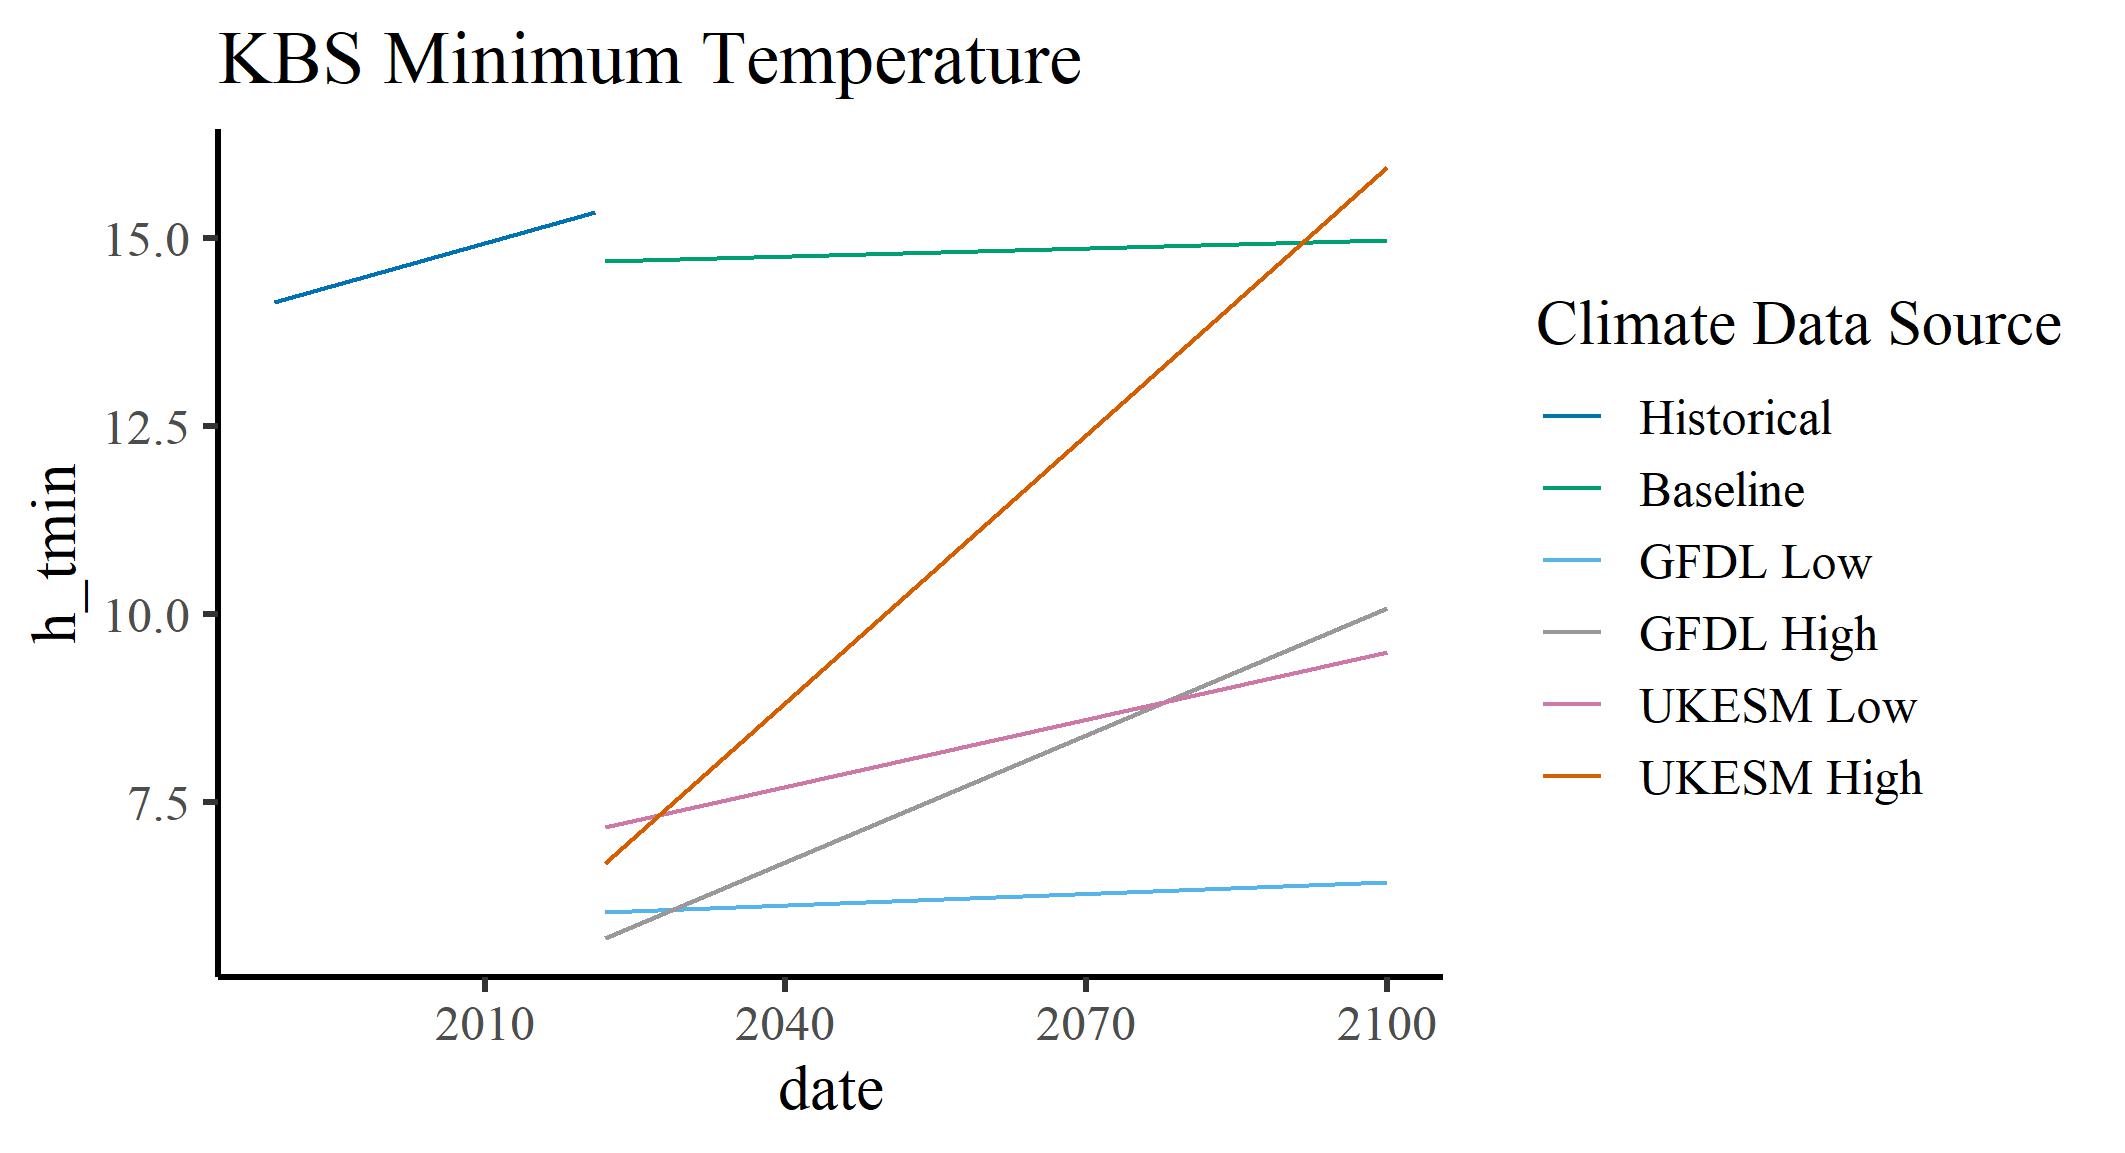 KBS Minimum Temperature
h_tmin
15.0
12.5
10.0
7.5
2010 2040 2070 2100
date
Climate Data Source
Historical
Baseline
GFDL Low
GFDL High
UKESM Low
UKESM High